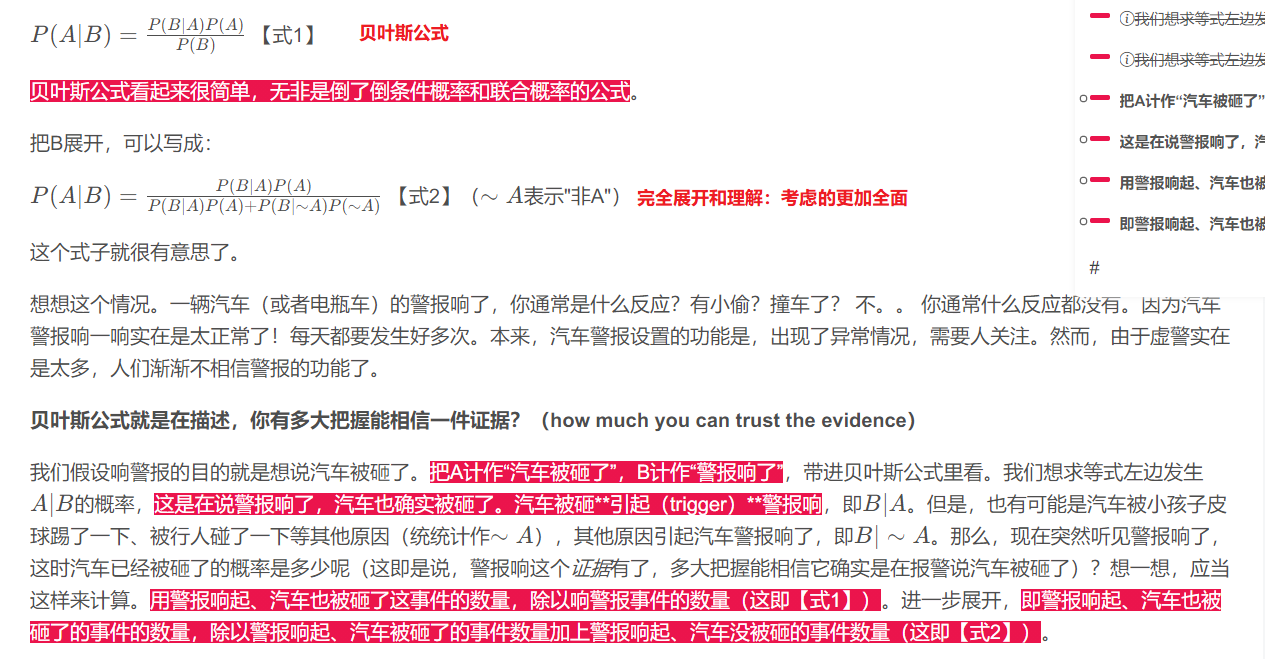 P(A|B) = P(B|A)P(A) / P(B) 【式1】 贝叶斯公式
贝叶斯公式看起来很简单，无非是倒了倒条件概率和联合概率的公式。
把B展开，可以写成：
P(A|B) = P(B|A)P(A) / P(B|A)P(A)+P(B|∼A)P(∼A) 【式2】（∼ A表示"非A"） 完全展开和理解：考虑的更加全面
这个式子就很有意思了。
想想这个情况。一辆汽车（或者电瓶车）的警报响了，你通常是什么反应？有小偷？撞车了？ 不。。 你通常什么反应都没有。因为汽车
警报响一响实在是太正常了！每天都要发生好多次。本来，汽车警报设置的功能是，出现了异常情况，需要人关注。然而，由于虚警实在
是太多，人们渐渐不相信警报的功能了。
贝叶斯公式就是在描述，你有多大把握能相信一件证据？（how much you can trust the evidence）
我们假设响警报的目的就是想说汽车被砸了。把A计作“汽车被砸了”，B计作“警报响了”，带进贝叶斯公式里看。我们想求等式左边发生
A|B的概率，这是在说警报响了，汽车也确实被砸了。汽车被砸**引起（trigger）**警报响，即B|A。但是，也有可能是汽车被小孩子皮
球踢了一下、被行人碰了一下等其他原因（统统计作∼ A），其他原因引起汽车警报响了，即B| ∼ A。那么，现在突然听见警报响了，
这时汽车已经被砸了的概率是多少呢（这即是说，警报响这个证据有了，多大把握能相信它确实是在报警说汽车被砸了）？想一想，应当
这样来计算。用警报响起、汽车也被砸了这事件的数量，除以响警报事件的数量（这即【式1】）。进一步展开，即警报响起、汽车也被
砸了的事件的数量，除以警报响起、汽车被砸了的事件数量加上警报响起、汽车没被砸的事件数量（这即【式2】）。
ⓘ我们想求等式左边发
ⓘ我们想求等式左边发
把A计作“汽车被砸了”
这是在说警报响了，汽
用警报响起、汽车也被
即警报响起、汽车也被
#